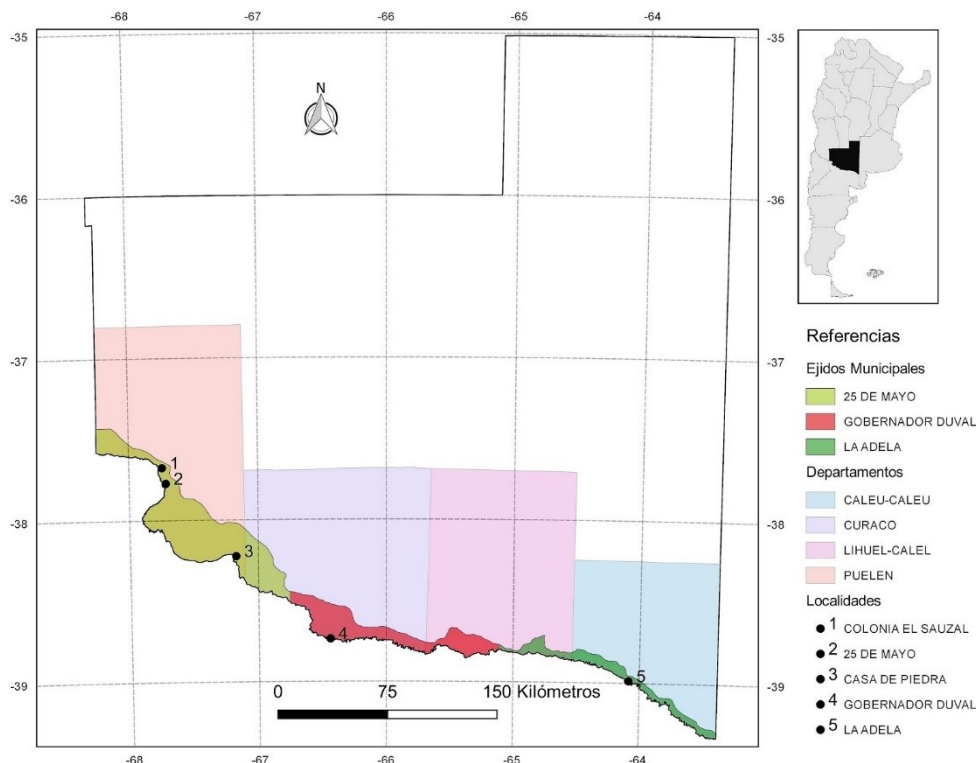 -68 -67 -66 -65 -64
-35 -35
N
-36 -36
-37 -37
-38 -38
-39 -39
1
2
3
4
5
0 75 150 Kilómetros
-68 -67 -66 -65 -64
Referencias
Ejidos Municipales
25 DE MAYO
GOBERNADOR DUVAL
LA ADELA
Departamentos
CALEU-CALEU
CURACO
LIHUEL-CALEL
PUELEN
Localidades
1 COLONIA EL SAUZAL
2 25 DE MAYO
3 CASA DE PIEDRA
4 GOBERNADOR DUVAL
5 LA ADELA